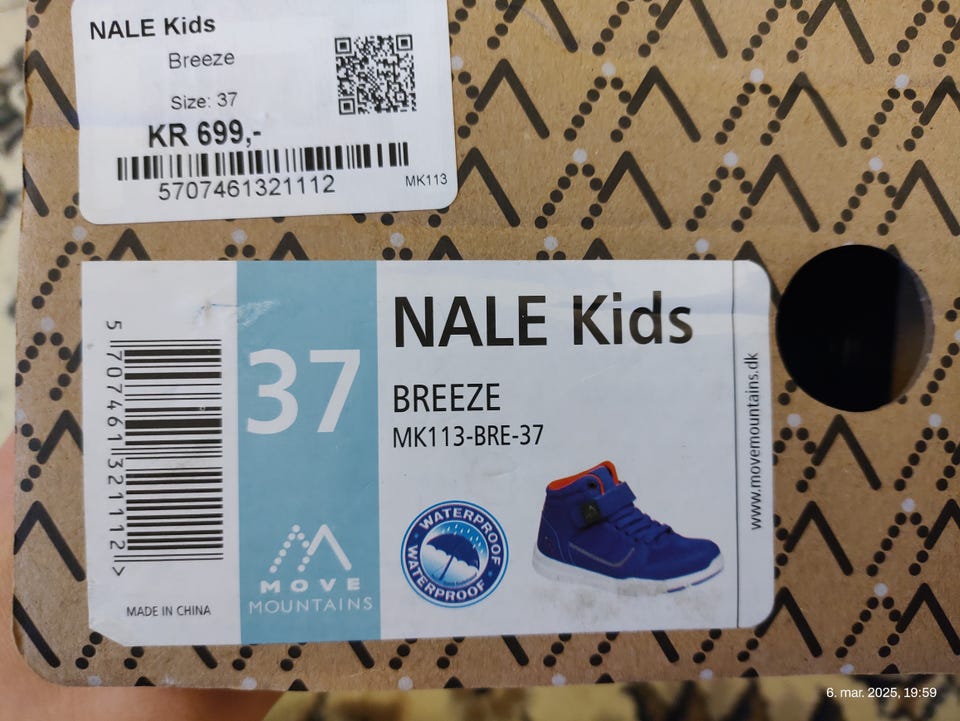 NALE Kids
Breeze
Size: 37
KR 699,-
5707461321112
MK113
5 707461 321112 >
MADE IN CHINA
37
MOVE
MOUNTAINS
NALE Kids
BREEZE
MK113-BRE-37
WATERPROOF
WATERPROOF
www.movemountains.dk
6. mar. 2025, 19:59